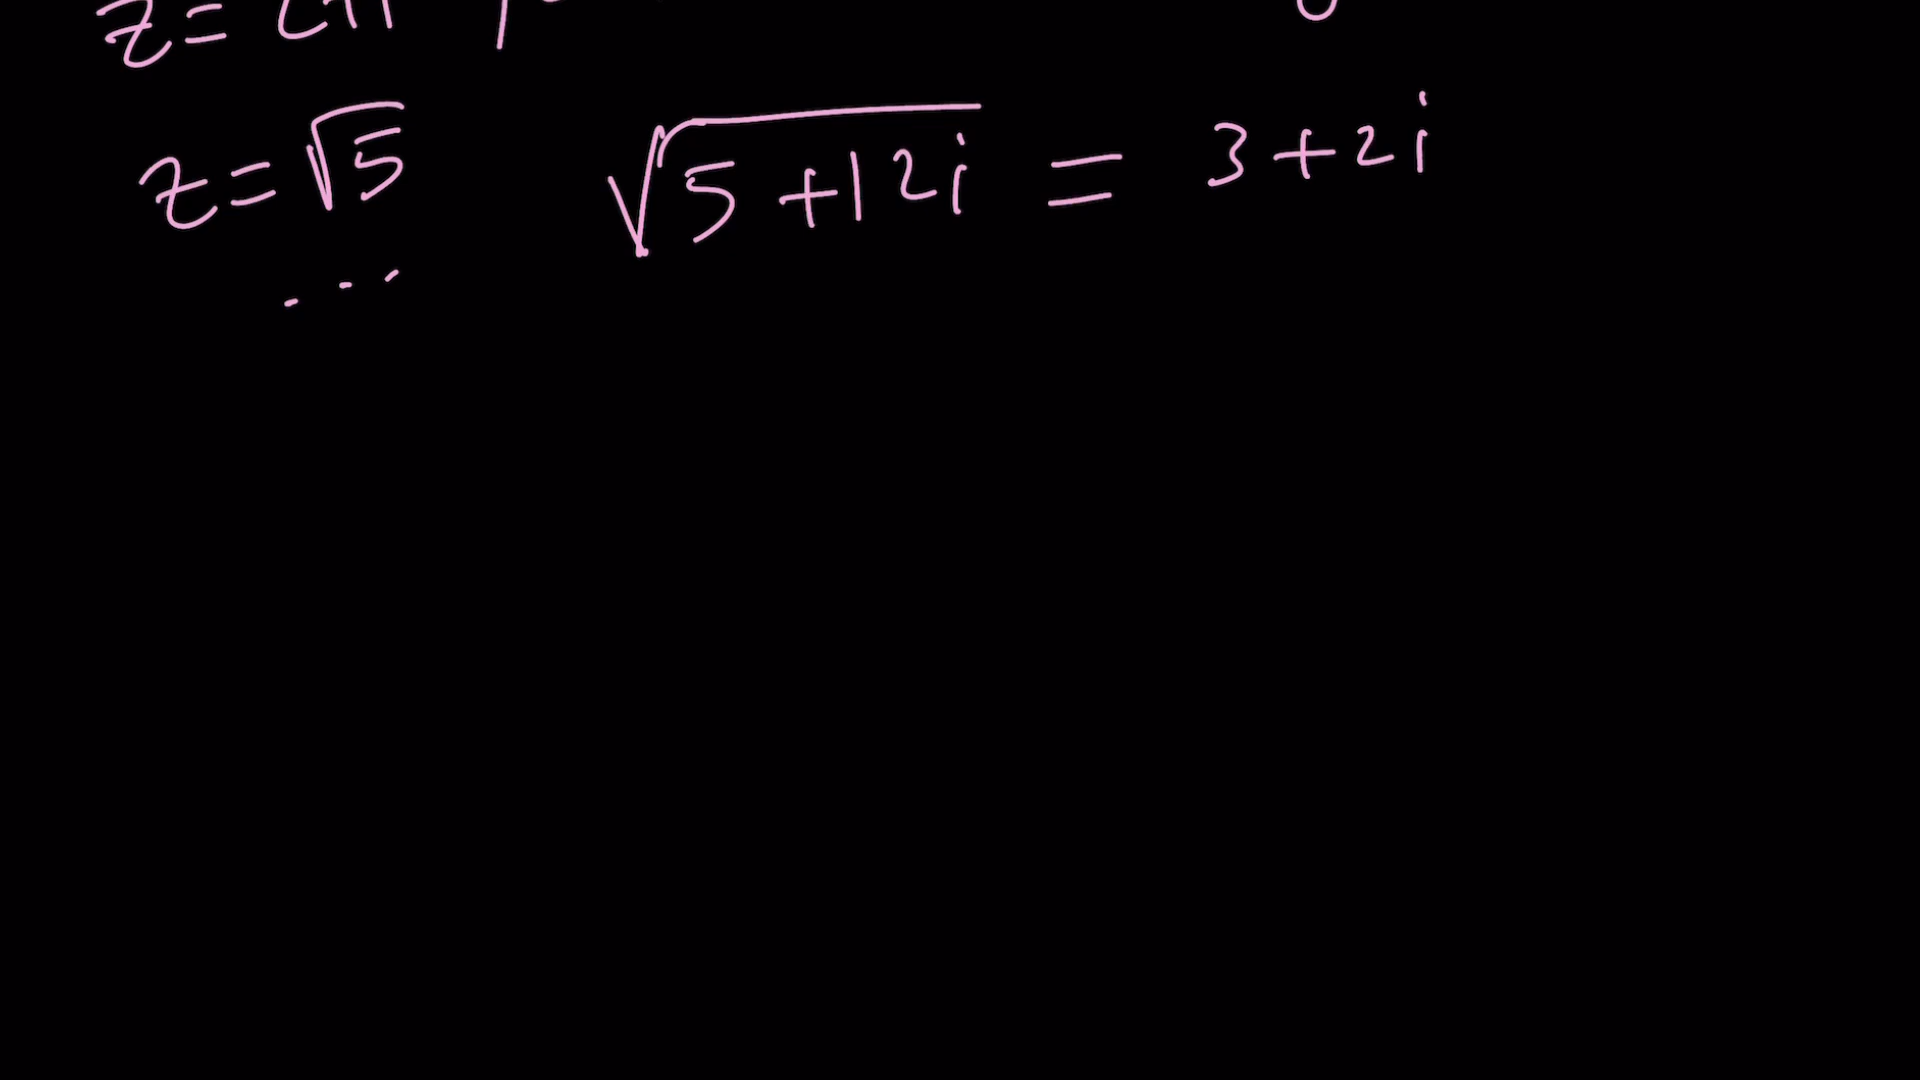 z =
z = √5 √(5+12i) = 3+2i
...